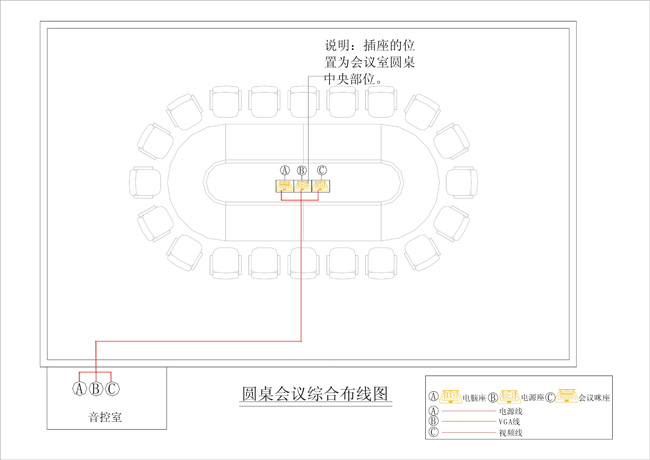 说明：插座的位
置为会议室圆桌
中央部位。
A B C
A B C
音控室
圆桌会议综合布线图
A 电脑座 B 电源座 C 会议咪座
A 电源线
B VGA线
C 视频线